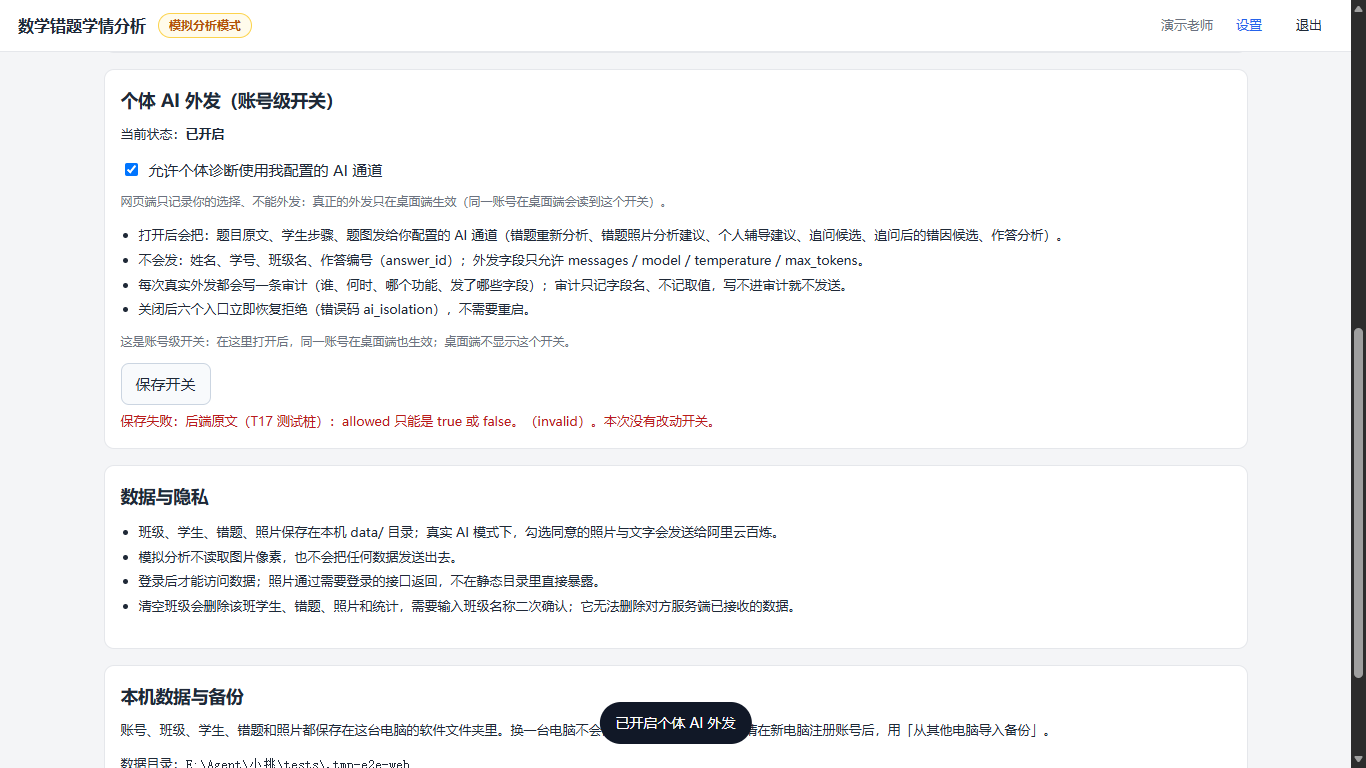 数学错题学情分析 模拟分析模式 演示老师 设置 退出
个体 AI 外发（账号级开关）
当前状态：已开启
允许个体诊断使用我配置的 AI 通道
网页端只记录你的选择、不能外发：真正的外发只在桌面端生效（同一账号在桌面端会读到这个开关）。
打开后会把：题目原文、学生步骤、题图发给你配置的 AI 通道（错题重新分析、错题照片分析建议、个人辅导建议、追问候选、追问后的错因候选、作答分析）。
不会发：姓名、学号、班级名、作答编号（answer_id）；外发字段只允许 messages / model / temperature / max_tokens。
每次真实外发都会写一条审计（谁、何时、哪个功能、发了哪些字段）；审计只记字段名、不记取值，写不进审计就不发送。
关闭后六个入口立即恢复拒绝（错误码 ai_isolation），不需要重启。
这是账号级开关：在这里打开后，同一账号在桌面端也生效；桌面端不显示这个开关。
保存开关
保存失败：后端原文（T17 测试桩）：allowed 只能是 true 或 false。（invalid）。本次没有改动开关。
数据与隐私
班级、学生、错题、照片保存在本机 data/ 目录；真实 AI 模式下，勾选同意的照片与文字会发送给阿里云百炼。
模拟分析不读取图片像素，也不会把任何数据发送出去。
登录后才能访问数据；照片通过需要登录的接口返回，不在静态目录里直接暴露。
清空班级会删除该班学生、错题、照片和统计，需要输入班级名称二次确认；它无法删除对方服务端已接收的数据。
本机数据与备份
账号、班级、学生、错题和照片都保存在这台电脑的软件文件夹里。换一台电脑不会 已开启个体 AI 外发 请在新电脑注册账号后，用「从其他电脑导入备份」。
数据目录：E:\Agent\小挑\tests\.tmp-e2e-web